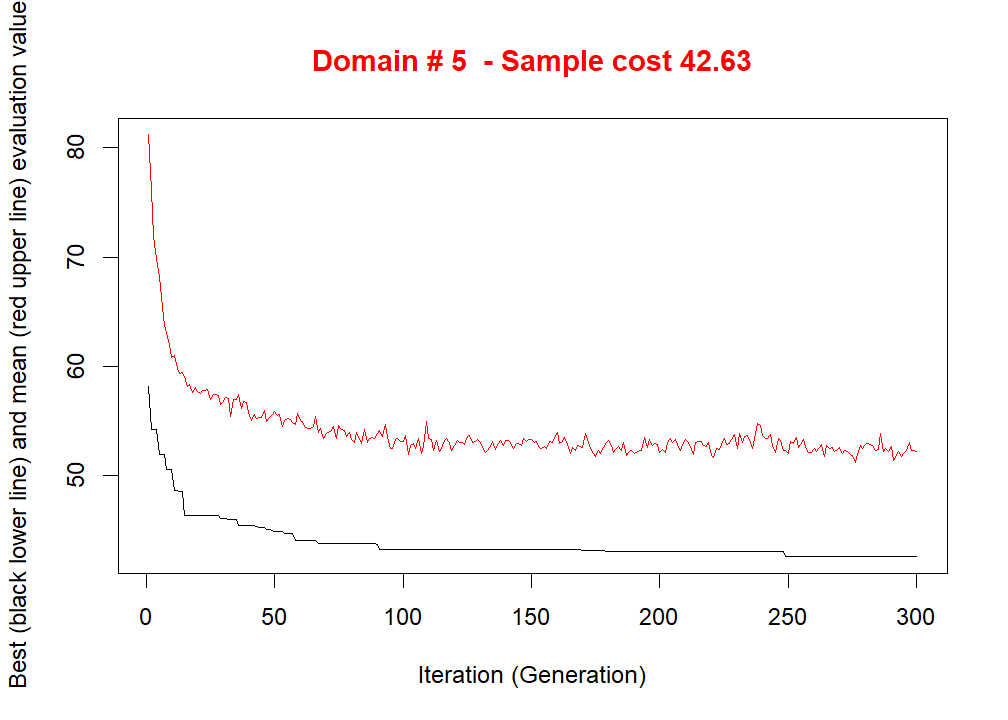 Domain # 5  - Sample cost 42.63
Best (black lower line) and mean (red upper line) evaluation value
80
70
60
50
0 50 100 150 200 250 300
Iteration (Generation)